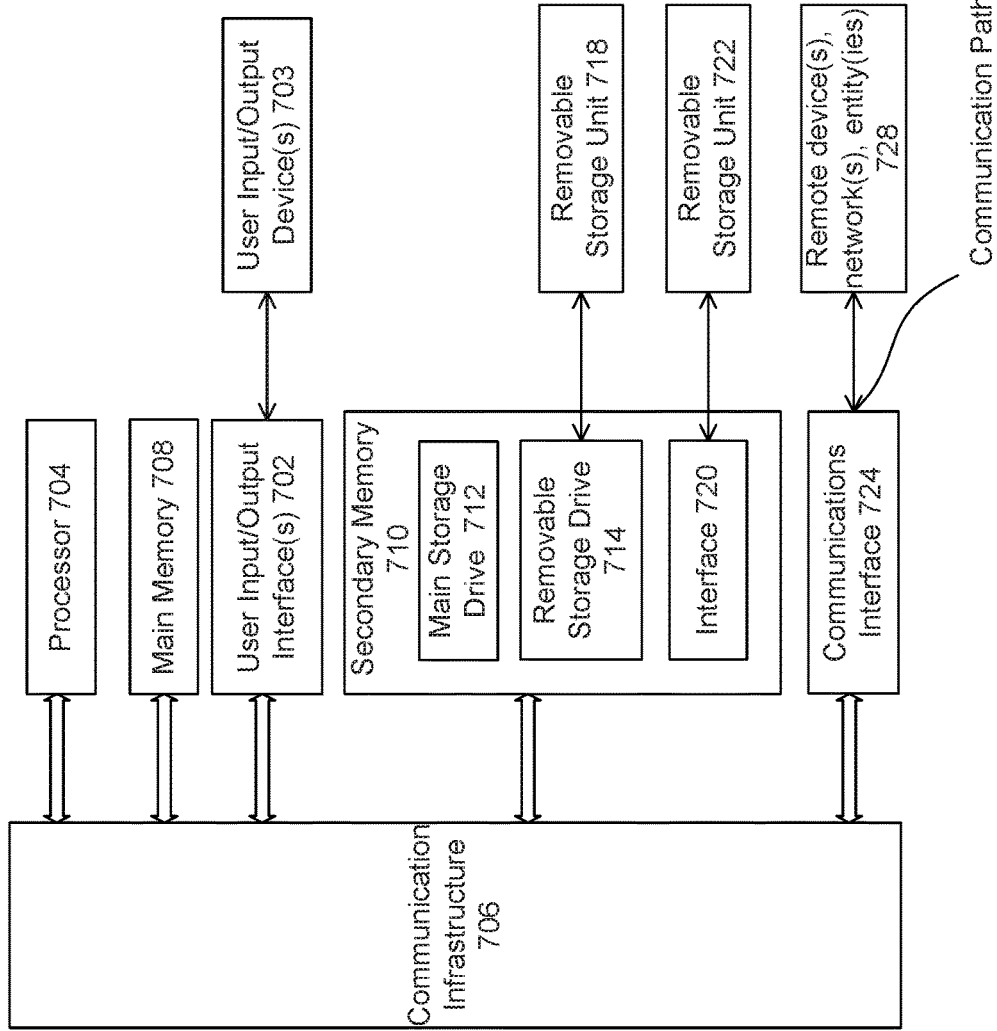 Processor 704
Main Memory 708
User Input/Output
Interface(s) 702
User Input/Output
Device(s) 703
Secondary Memory
710
Main Storage
Drive 712
Removable
Storage Drive
714
Interface 720
Removable
Storage Unit 718
Removable
Storage Unit 722
Communications
Interface 724
Remote device(s),
network(s), entity(ies)
728
Communication Path
Communication
Infrastructure
706